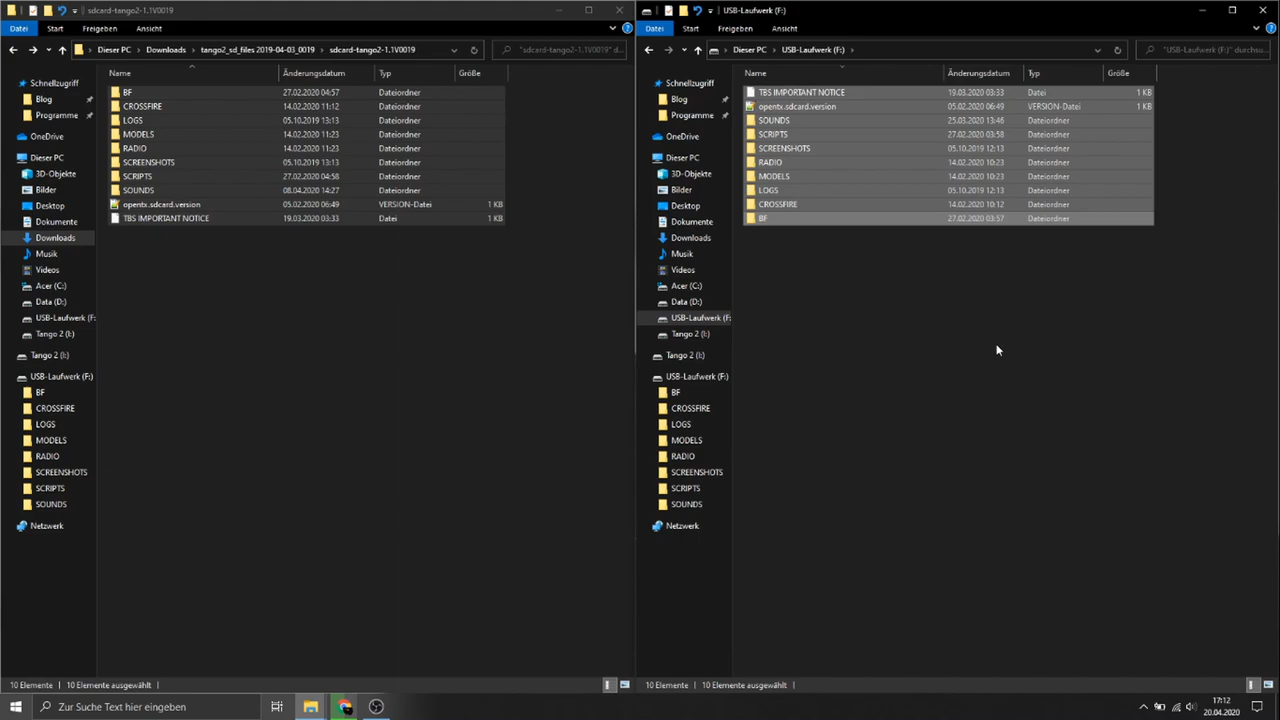 sdcard-tango2-1.1V0019
Datei Start Freigeben Ansicht
Dieser PC Downloads tango2_sd_files 2019-04-03_0019 sdcard-tango2-1.1V0019
"sdcard-tango2-1.1V0019" d...
Schnellzugriff
Blog
Programme
OneDrive
Dieser PC
3D-Objekte
Bilder
Desktop
Dokumente
Downloads
Musik
Videos
Acer (C:)
Data (D:)
USB-Laufwerk (F:
Tango 2 (I:)
Tango 2 (I:)
USB-Laufwerk (F:)
BF
CROSSFIRE
LOGS
MODELS
RADIO
SCREENSHOTS
SCRIPTS
SOUNDS
Netzwerk
Name Änderungsdatum Typ Größe
BF 27.02.2020 04:57 Dateiordner
CROSSFIRE 14.02.2020 11:12 Dateiordner
LOGS 05.10.2019 13:13 Dateiordner
MODELS 14.02.2020 11:23 Dateiordner
RADIO 14.02.2020 11:23 Dateiordner
SCREENSHOTS 05.10.2019 13:13 Dateiordner
SCRIPTS 27.02.2020 04:58 Dateiordner
SOUNDS 08.04.2020 14:27 Dateiordner
opentx.sdcard.version 05.02.2020 06:49 VERSION-Datei 1 KB
TBS IMPORTANT NOTICE 19.03.2020 03:33 Datei 1 KB
10 Elemente 10 Elemente ausgewählt
USB-Laufwerk (F:)
Datei Start Freigeben Ansicht
Dieser PC USB-Laufwerk (F:)
"USB-Laufwerk (F:)" durchsu...
Schnellzugriff
Blog
Programme
OneDrive
Dieser PC
3D-Objekte
Bilder
Desktop
Dokumente
Downloads
Musik
Videos
Acer (C:)
Data (D:)
USB-Laufwerk (F:
Tango 2 (I:)
Tango 2 (I:)
USB-Laufwerk (F:)
BF
CROSSFIRE
LOGS
MODELS
RADIO
SCREENSHOTS
SCRIPTS
SOUNDS
Netzwerk
Name Änderungsdatum Typ Größe
TBS IMPORTANT NOTICE 19.03.2020 03:33 Datei 1 KB
opentx.sdcard.version 05.02.2020 06:49 VERSION-Datei 1 KB
SOUNDS 25.03.2020 13:46 Dateiordner
SCRIPTS 27.02.2020 03:58 Dateiordner
SCREENSHOTS 05.10.2019 12:13 Dateiordner
RADIO 14.02.2020 10:23 Dateiordner
MODELS 14.02.2020 10:23 Dateiordner
LOGS 05.10.2019 12:13 Dateiordner
CROSSFIRE 14.02.2020 10:12 Dateiordner
BF 27.02.2020 03:57 Dateiordner
10 Elemente 10 Elemente ausgewählt
Zur Suche Text hier eingeben
17:12
20.04.2020